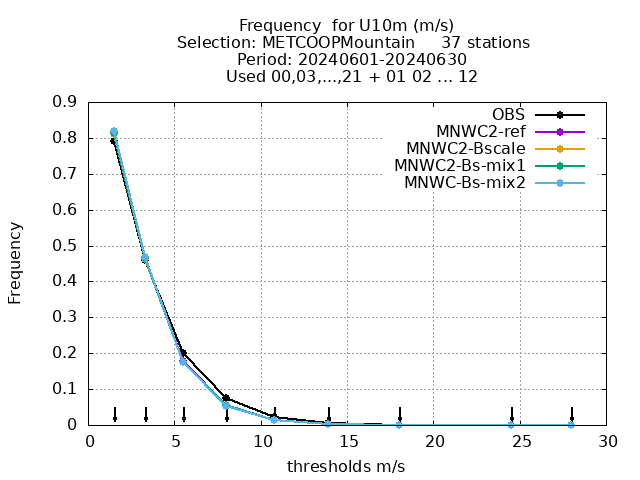 Frequency  for U10m (m/s)
Selection: METCOOPMountain     37 stations
Period: 20240601-20240630
Used 00,03,...,21 + 01 02 ... 12
OBS
MNWC2-ref
MNWC2-Bscale
MNWC2-Bs-mix1
MNWC-Bs-mix2
Frequency
0.9
0.8
0.7
0.6
0.5
0.4
0.3
0.2
0.1
0
0 5 10 15 20 25 30
thresholds m/s